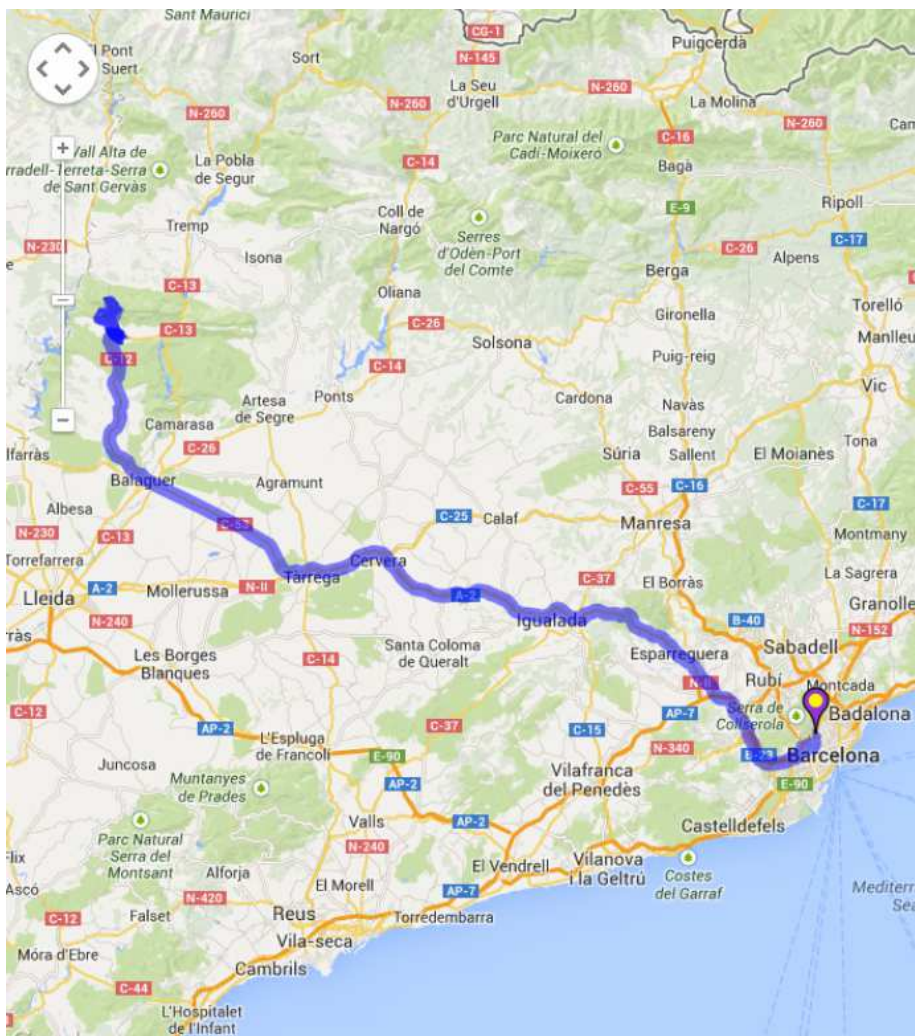 Sant Maurici
CG-1
El Pont
Suert
Sort
N-145
Puigcerdà
La Seu
d'Urgell
N-260
N-260
La Molina
N-260
N-260
C-16
Parc Natural del
Cadí-Moixeró
Vall Alta de
rradell-Terreta-Serra
de Sant Gervàs
La Pobla
de Segur
C-14
Bagà
Ripoll
E-9
Coll de
Nargó
Tremp
Serres
d'Odèn-Port
del Comte
C-17
N-230
Isona
C-26
Alpens
Berga
C-13
Oliana
Torelló
Gironella
C-13
C-26
Manlleu
Solsona
C-12
Puig-reig
C-14
Vic
Artesa
de Segre
Ponts
Cardona
Navas
Camarasa
Balsareny
Tona
C-26
Súria
Sallent
El Moianès
lfarràs
Balaguer
Agramunt
C-55
C-16
Albesa
C-17
C-53
C-25
Calaf
Manresa
N-230
C-13
Montmany
Torrefarrera
Cervera
Tàrrega
C-37
La Sagrera
A-2
N-II
El Borràs
Lleida
Mollerussa
A-2
Granolle
Igualada
B-40
N-240
N-152
Santa Coloma
de Queralt
Sabadell
Les Borges
Blanques
Esparreguera
C-14
Rubí
Montcada
N-II
C-12
Serra de
Collserola
Badalona
AP-2
C-37
AP-7
C-15
L'Espluga
de Francolí
N-340
B-23
Barcelona
E-90
Juncosa
Vilafranca
del Penedès
E-90
AP-2
Muntanyes
de Prades
Valls
AP-2
Castelldefels
Parc Natural
Serra del
Montsant
N-240
Flix
Vilanova
i la Geltrú
El Vendrell
Costes
del Garraf
Alforja
Ascó
El Morell
AP-7
N-420
C-12
Falset
Reus
Torredembarra
Vila-seca
Móra d'Ebre
Cambrils
C-44
L'Hospitalet
de l'Infant